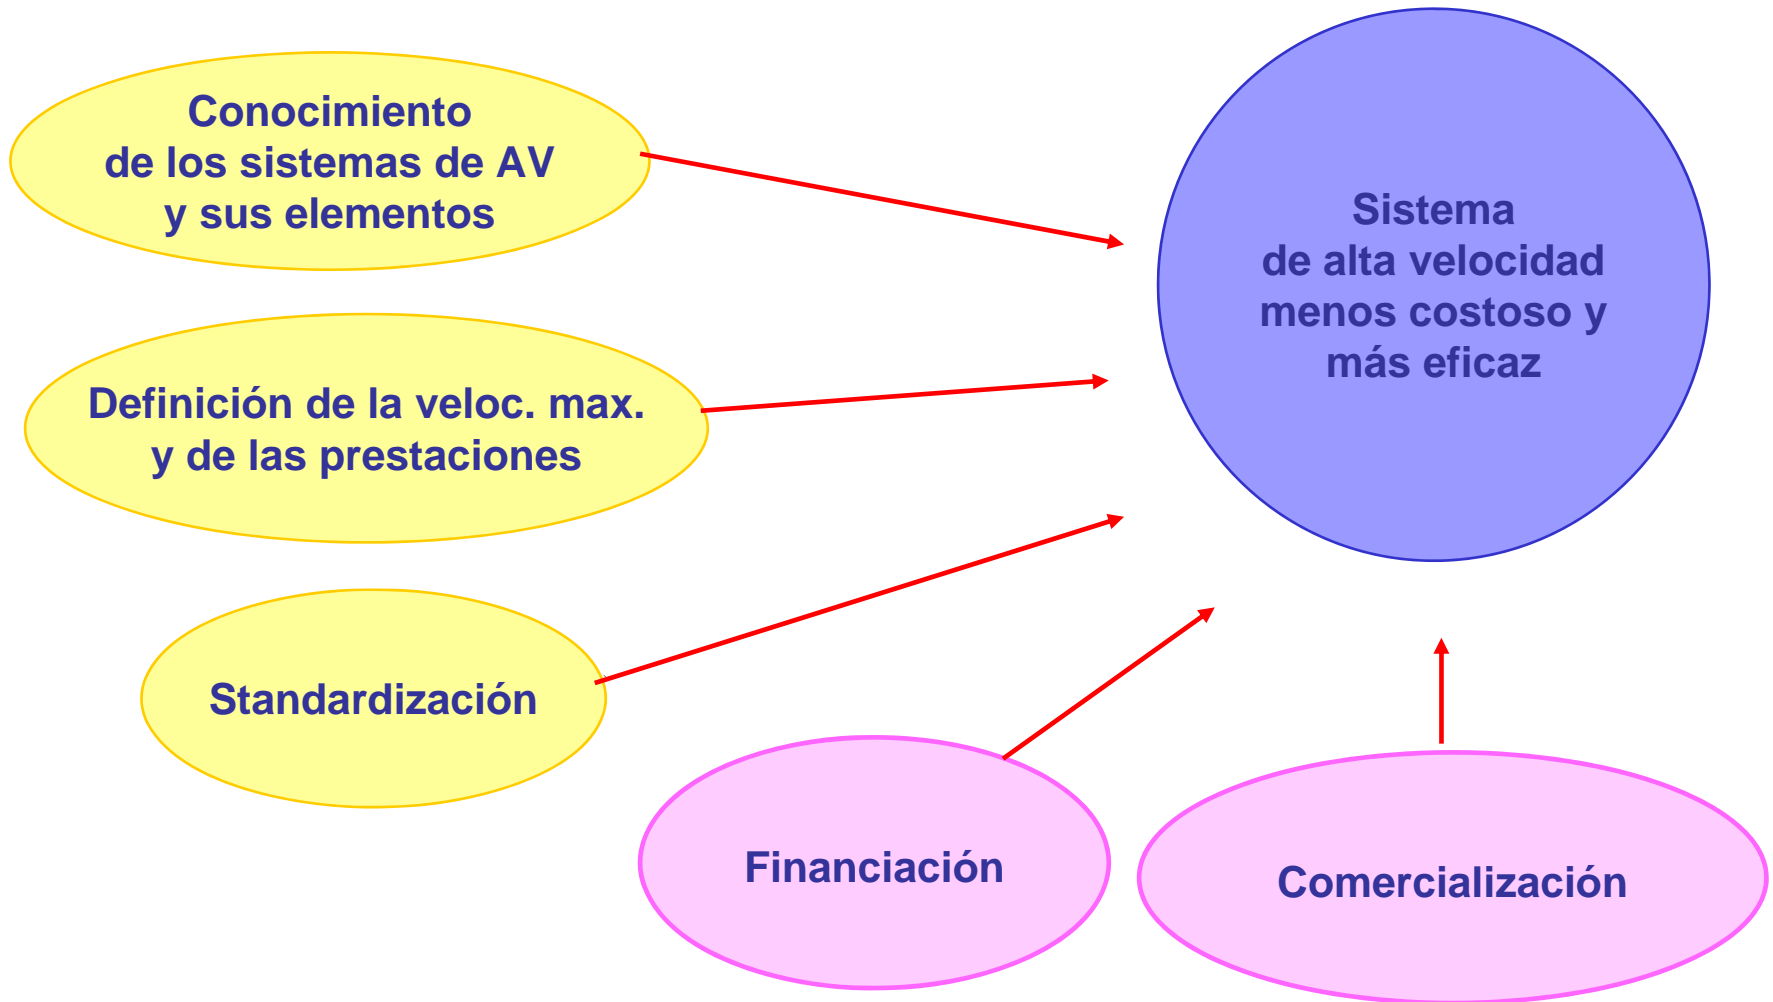 Conocimiento
de los sistemas de AV
y sus elementos
Definición de la veloc. max.
y de las prestaciones
Standardización
Financiación
Comercialización
Sistema
de alta velocidad
menos costoso y
más eficaz